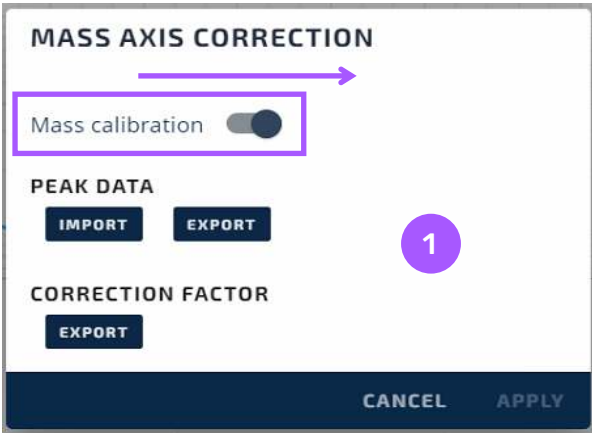 MASS AXIS CORRECTION
Mass calibration
PEAK DATA
IMPORT EXPORT
1
CORRECTION FACTOR
EXPORT
CANCEL APPLY